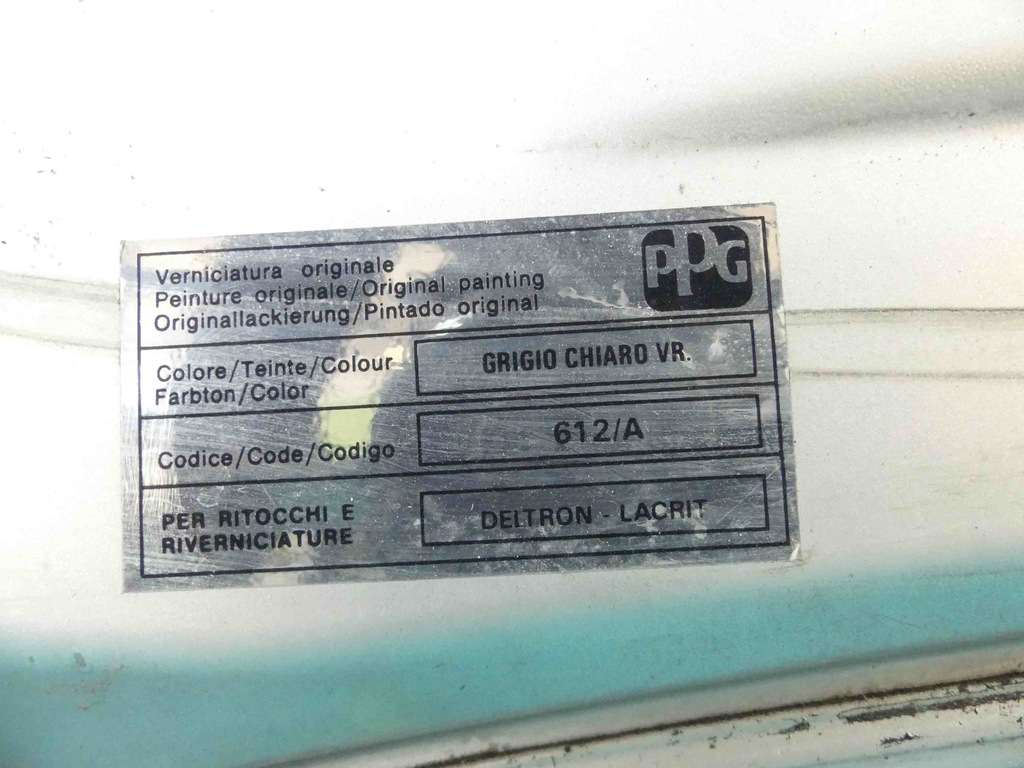 PPG
Verniciatura originale
Peinture originale/Original painting
Originallackierung/Pintado original
Colore/Teinte/Colour
Farbton/Color
GRIGIO CHIARO VR.
Codice/Code/Codigo
612/A
PER RITOCCHI E
RIVERNICIATURE
DELTRON - LACRIT